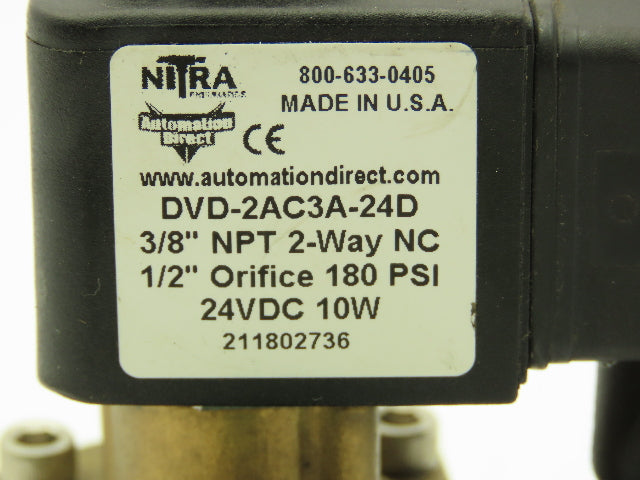 NITRA
PNEUMATICS
800-633-0405
MADE IN U.S.A.
Automation
Direct
CE
www.automationdirect.com
DVD-2AC3A-24D
3/8" NPT 2-Way NC
1/2" Orifice 180 PSI
24VDC 10W
211802736